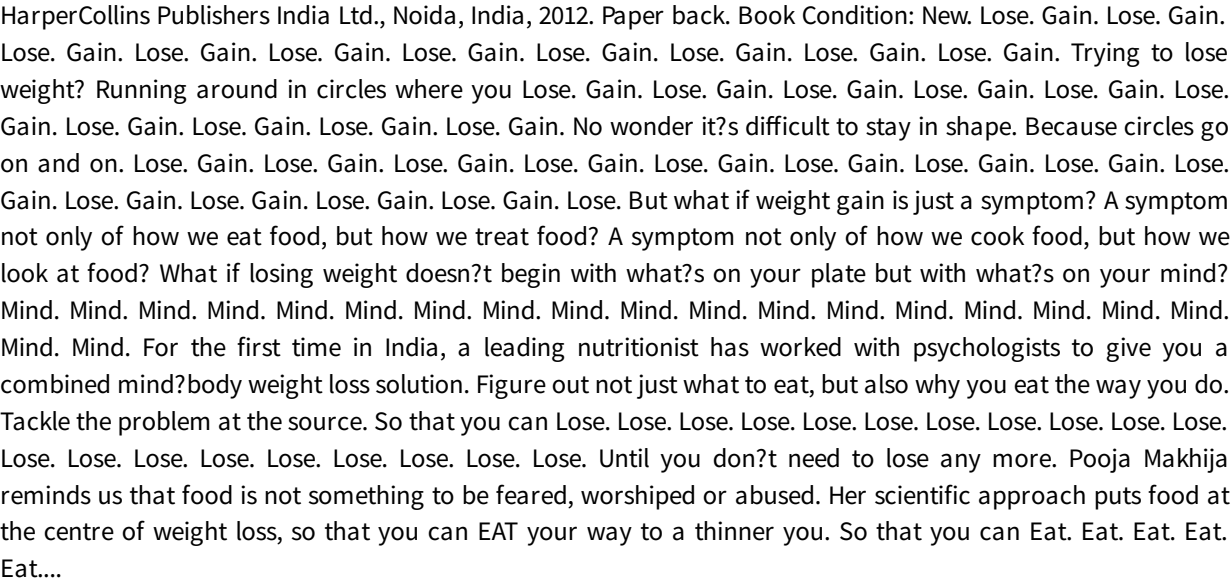 HarperCollins Publishers India Ltd., Noida, India, 2012. Paper back. Book Condition: New. Lose. Gain. Lose. Gain.
Lose. Gain. Lose. Gain. Lose. Gain. Lose. Gain. Lose. Gain. Lose. Gain. Lose. Gain. Lose. Gain. Trying to lose
weight? Running around in circles where you Lose. Gain. Lose. Gain. Lose. Gain. Lose. Gain. Lose. Gain. Lose.
Gain. Lose. Gain. Lose. Gain. Lose. Gain. Lose. Gain. No wonder it?s difficult to stay in shape. Because circles go
on and on. Lose. Gain. Lose. Gain. Lose. Gain. Lose. Gain. Lose. Gain. Lose. Gain. Lose. Gain. Lose. Gain. Lose.
Gain. Lose. Gain. Lose. Gain. Lose. Gain. Lose. Gain. Lose. But what if weight gain is just a symptom? A symptom
not only of how we eat food, but how we treat food? A symptom not only of how we cook food, but how we
look at food? What if losing weight doesn?t begin with what?s on your plate but with what?s on your mind?
Mind. Mind. Mind. Mind. Mind. Mind. Mind. Mind. Mind. Mind. Mind. Mind. Mind. Mind. Mind. Mind. Mind. Mind.
Mind. Mind. For the first time in India, a leading nutritionist has worked with psychologists to give you a
combined mind?body weight loss solution. Figure out not just what to eat, but also why you eat the way you do.
Tackle the problem at the source. So that you can Lose. Lose. Lose. Lose. Lose. Lose. Lose. Lose. Lose. Lose. Lose.
Lose. Lose. Lose. Lose. Lose. Lose. Lose. Lose. Lose. Until you don?t need to lose any more. Pooja Makhija
reminds us that food is not something to be feared, worshiped or abused. Her scientific approach puts food at
the centre of weight loss, so that you can EAT your way to a thinner you. So that you can Eat. Eat. Eat. Eat.
Eat....